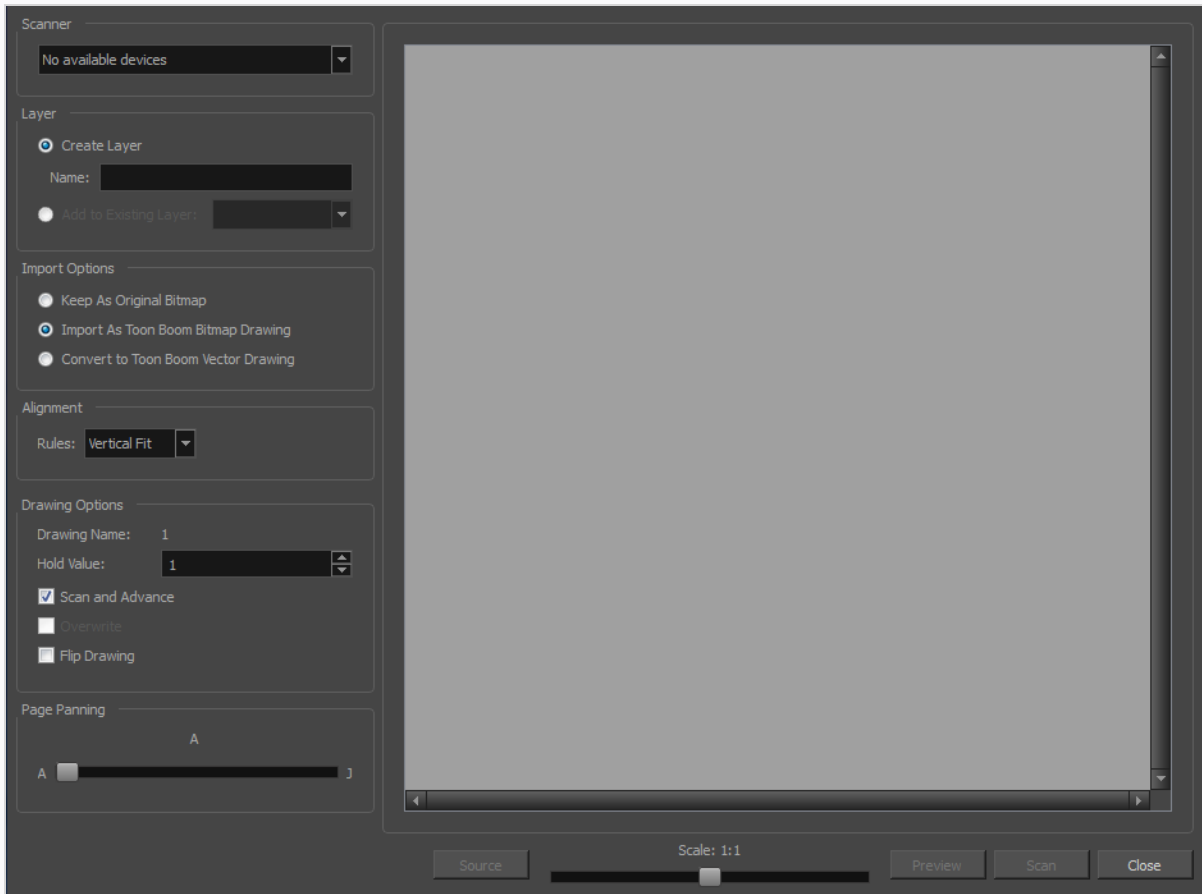 Scanner
No available devices
Layer
Create Layer
Name:
Add to Existing Layer:
Import Options
Keep As Original Bitmap
Import As Toon Boom Bitmap Drawing
Convert to Toon Boom Vector Drawing
Alignment
Rules: Vertical Fit
Drawing Options
Drawing Name: 1
Hold Value: 1
Scan and Advance
Overwrite
Flip Drawing
Page Panning
A
A J
Scale: 1:1
Source Preview Scan Close